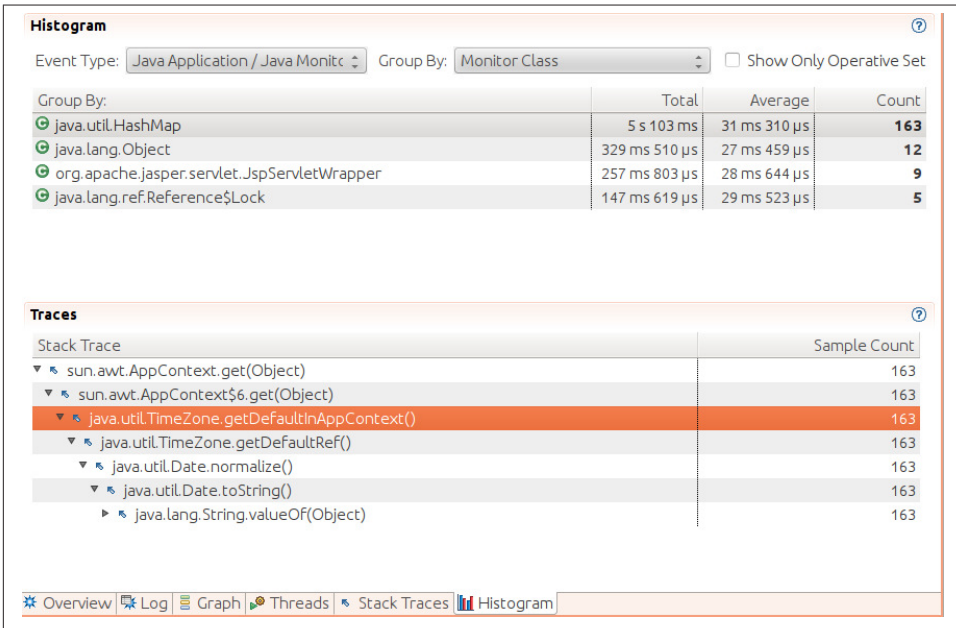 Histogram
Event Type: Java Application / Java Monitc Group By: Monitor Class Show Only Operative Set
Group By: Total Average Count
java.util.HashMap 5 s 103 ms 31 ms 310 µs 163
java.lang.Object 329 ms 510 µs 27 ms 459 µs 12
org.apache.jasper.servlet.JspServletWrapper 257 ms 803 µs 28 ms 644 µs 9
java.lang.ref.Reference$Lock 147 ms 619 µs 29 ms 523 µs 5
Traces
Stack Trace Sample Count
sun.awt.AppContext.get(Object) 163
sun.awt.AppContext$6.get(Object) 163
java.util.TimeZone.getDefaultInAppContext() 163
java.util.TimeZone.getDefaultRef() 163
java.util.Date.normalize() 163
java.util.Date.toString() 163
java.lang.String.valueOf(Object) 163
Overview Log Graph Threads Stack Traces Histogram